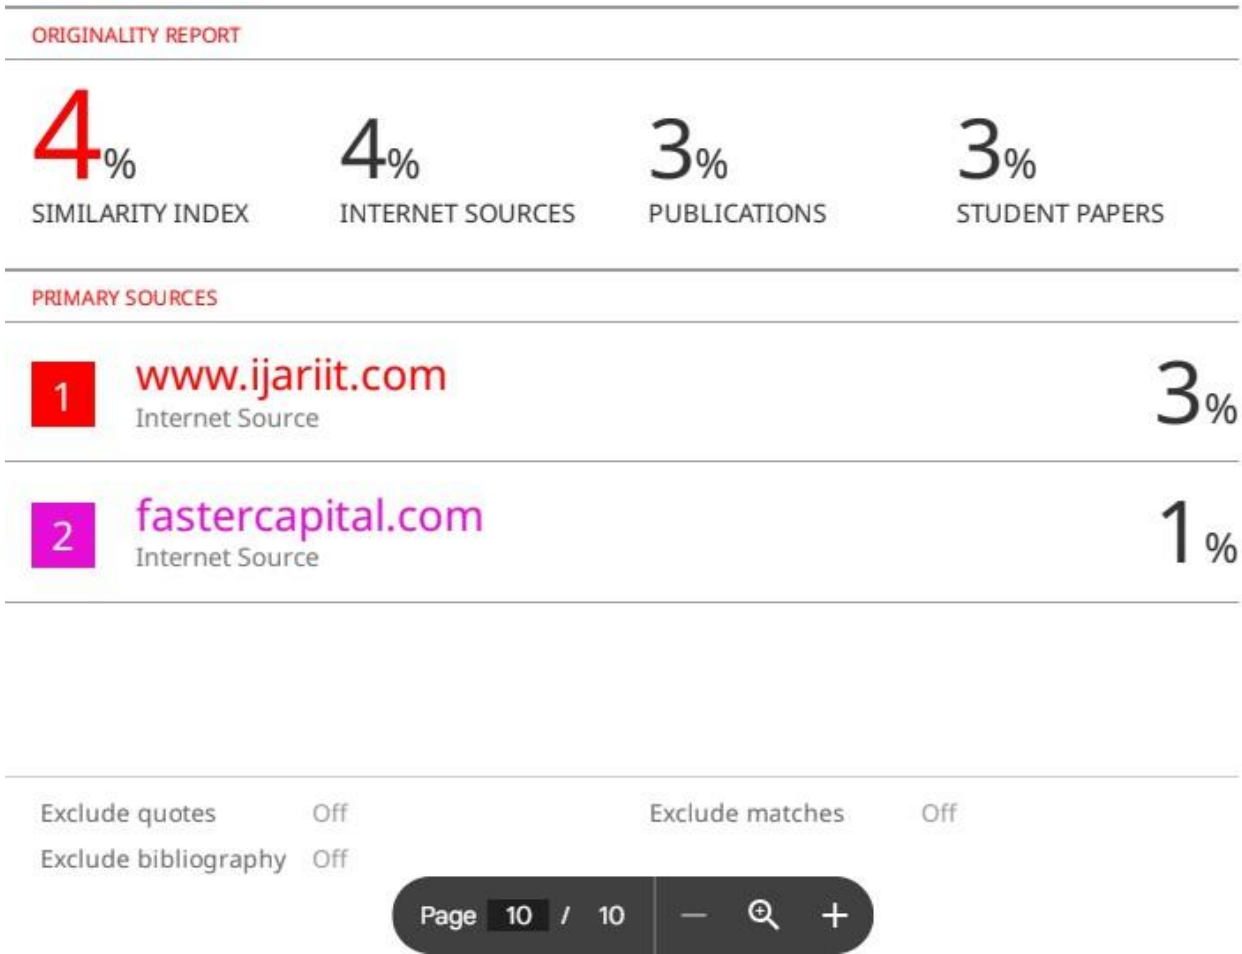 ORIGINALITY REPORT
4% 4% 3% 3%
SIMILARITY INDEX INTERNET SOURCES PUBLICATIONS STUDENT PAPERS
PRIMARY SOURCES
1 www.ijariit.com 3%
Internet Source
2 fastercapital.com 1%
Internet Source
Exclude quotes Off Exclude matches Off
Exclude bibliography Off
Page 10 / 10 — +